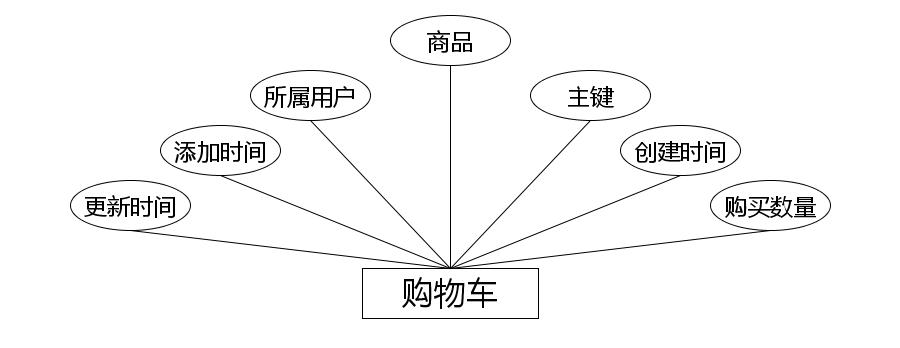 商品
所属用户
主键
添加时间
创建时间
更新时间
购买数量
购物车